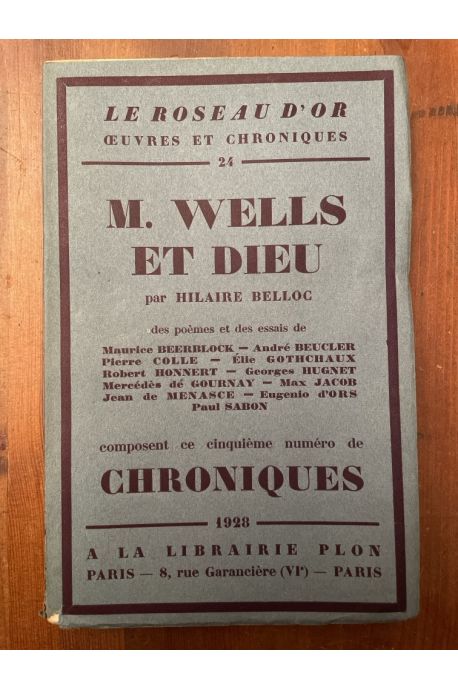 LE ROSEAU D'OR
ŒUVRES ET CHRONIQUES
24
M. WELLS
ET DIEU
par HILAIRE BELLOC
des poèmes et des essais de
Maurice BEERBLOCK — André BEUCLER
Pierre COLLE — Élie GOTHCHAUX
Robert HONNERT — Georges HUGNET
Mercédès de GOURNAY — Max JACOB
Jean de MENASCE — Eugenio d'ORS
Paul SABON
composent ce cinquième numéro de
CHRONIQUES
1928
A LA LIBRAIRIE PLON
PARIS — 8, rue Garancière (VIᵉ) — PARIS